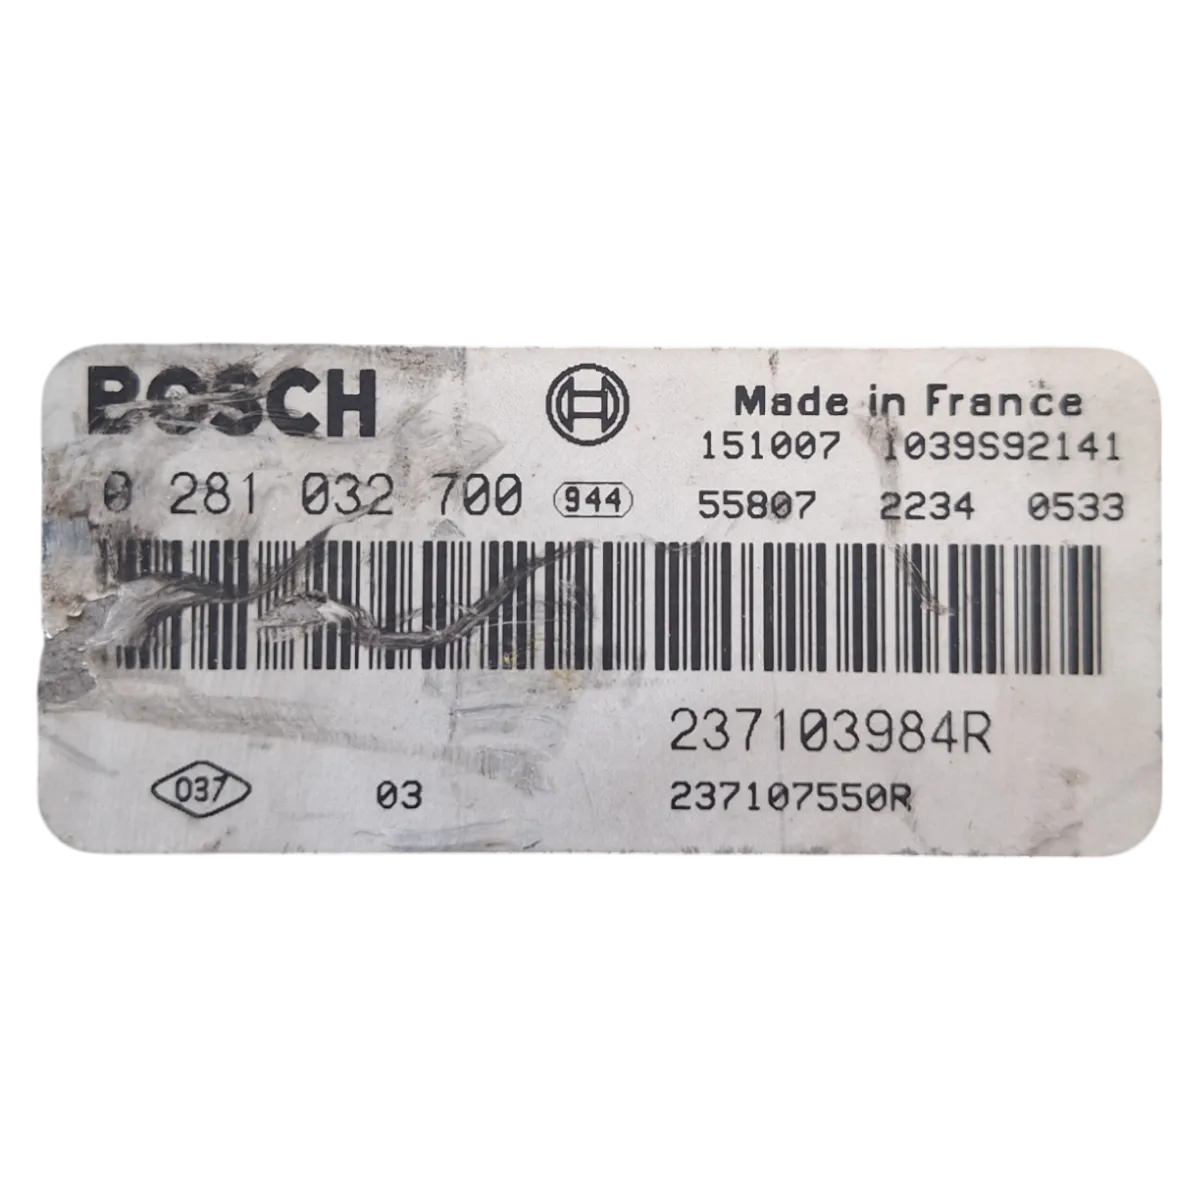 BOSCH
Made in France
151007 1039S92141
0 281 032 700 944 55807 2234 0533
237103984R
037 03 237107550R